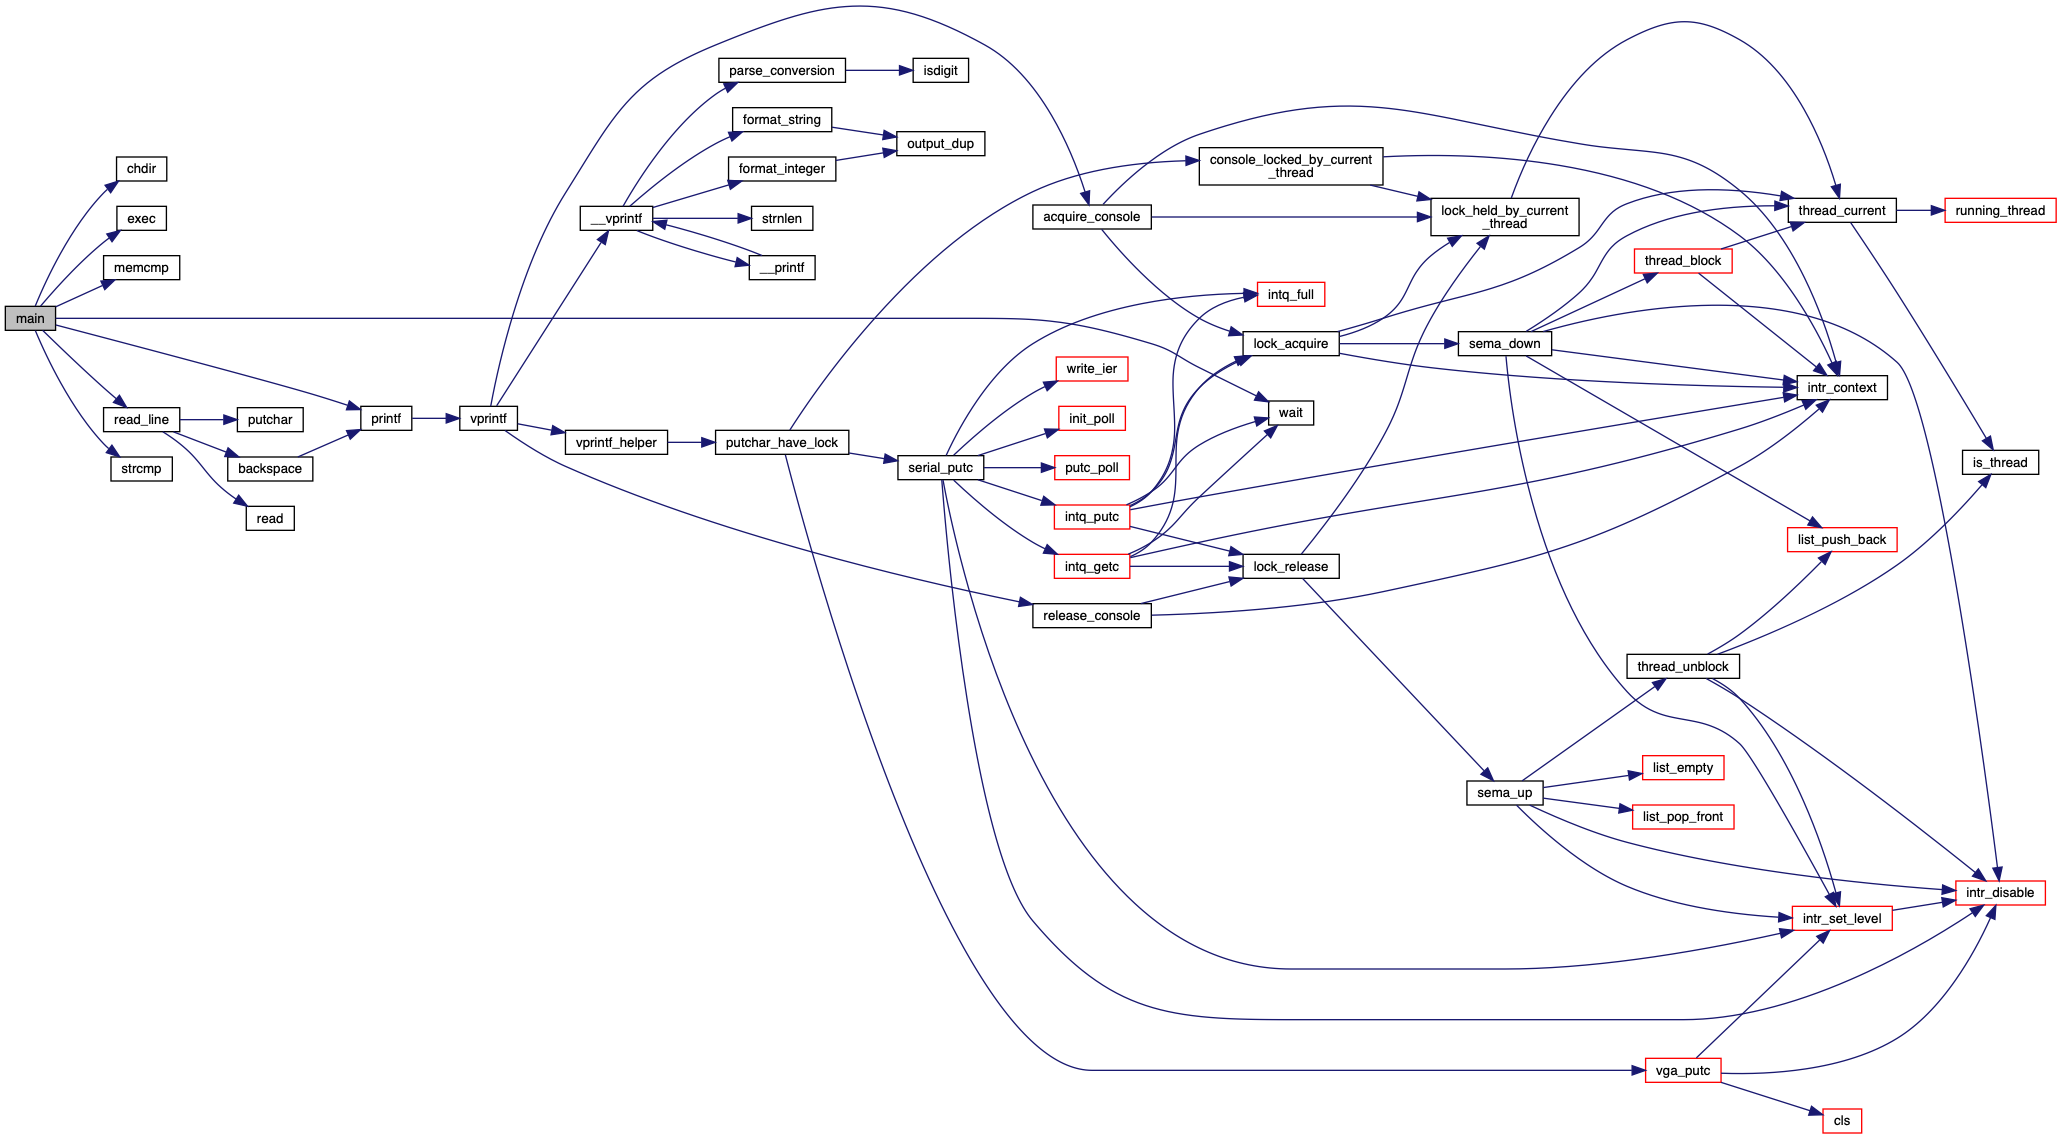 main
chdir
exec
memcmp
read_line
strcmp
putchar
backspace
read
printf
vprintf
__vprintf
vprintf_helper
parse_conversion
format_string
format_integer
strnlen
__printf
isdigit
output_dup
putchar_have_lock
serial_putc
acquire_console
write_ier
init_poll
putc_poll
intq_putc
intq_getc
release_console
console_locked_by_current
_thread
intq_full
lock_acquire
wait
lock_release
lock_held_by_current
_thread
sema_down
sema_up
thread_block
thread_unblock
list_empty
list_pop_front
vga_putc
thread_current
intr_context
list_push_back
intr_set_level
cls
running_thread
is_thread
intr_disable